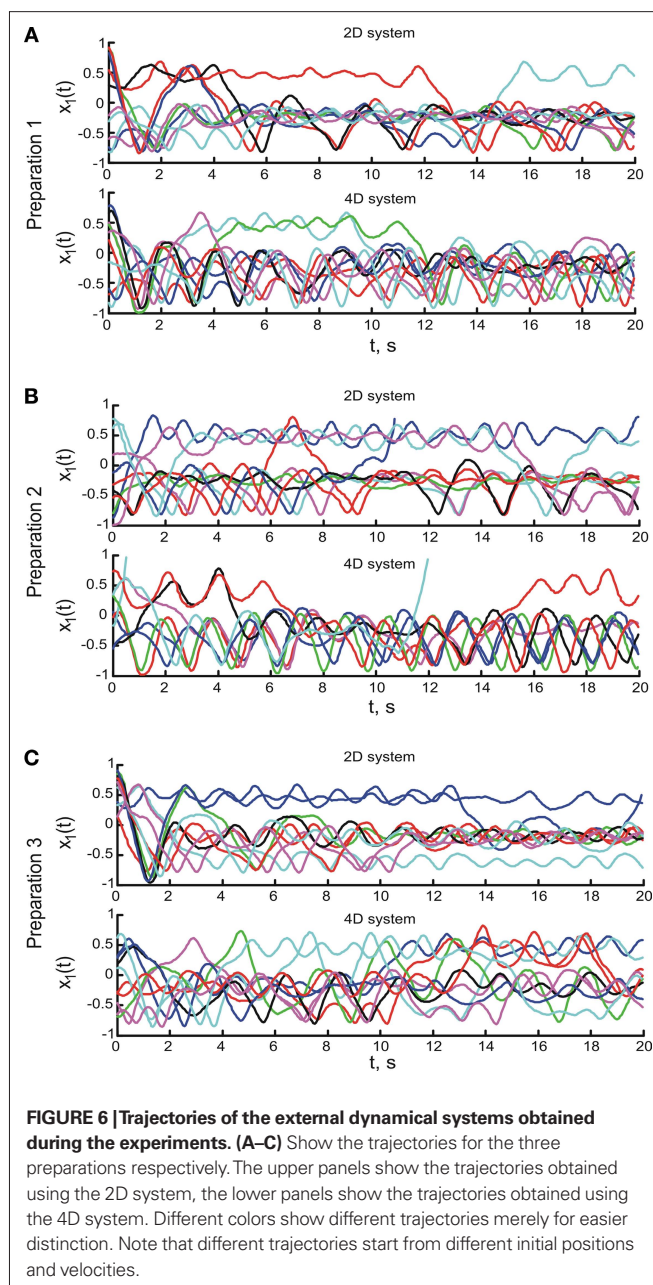 A
2D system
1
0.5
0
-0.5
-1
x1(t)
0 2 4 6 8 10 12 14 16 18 20
Preparation 1
4D system
1
0.5
0
-0.5
-1
x1(t)
0 2 4 6 8 10 12 14 16 18 20
t, s
B
2D system
1
0.5
0
-0.5
-1
x1(t)
0 2 4 6 8 10 12 14 16 18 20
Preparation 2
4D system
1
0.5
0
-0.5
-1
x1(t)
0 2 4 6 8 10 12 14 16 18 20
t, s
C
2D system
1
0.5
0
-0.5
-1
x1(t)
0 2 4 6 8 10 12 14 16 18 20
Preparation 3
4D system
1
0.5
0
-0.5
-1
x1(t)
0 2 4 6 8 10 12 14 16 18 20
t, s
FIGURE 6 | Trajectories of the external dynamical systems obtained
during the experiments. (A–C) Show the trajectories for the three
preparations respectively. The upper panels show the trajectories obtained
using the 2D system, the lower panels show the trajectories obtained using
the 4D system. Different colors show different trajectories merely for easier
distinction. Note that different trajectories start from different initial positions
and velocities.